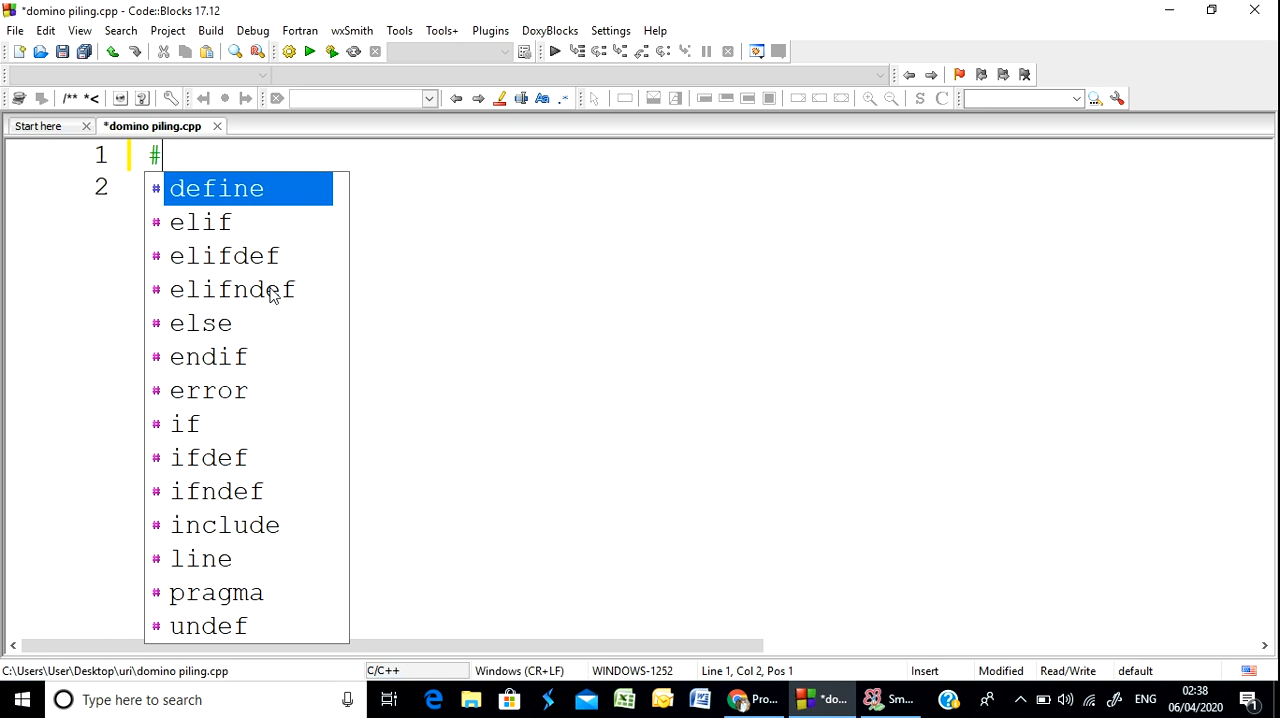 *domino piling.cpp - Code::Blocks 17.12
File Edit View Search Project Build Debug Fortran wxSmith Tools Tools+ Plugins DoxyBlocks Settings Help
/** *<
S C
Start here *domino piling.cpp
1 #
2
# define
# elif
# elifdef
# elifndef
# else
# endif
# error
# if
# ifdef
# ifndef
# include
# line
# pragma
# undef
C:\Users\User\Desktop\uri\domino piling.cpp C/C++ Windows (CR+LF) WINDOWS-1252 Line 1, Col 2, Pos 1 Insert Modified Read/Write default
Type here to search Pro... *do... Sm... ENG 02:38
06/04/2020